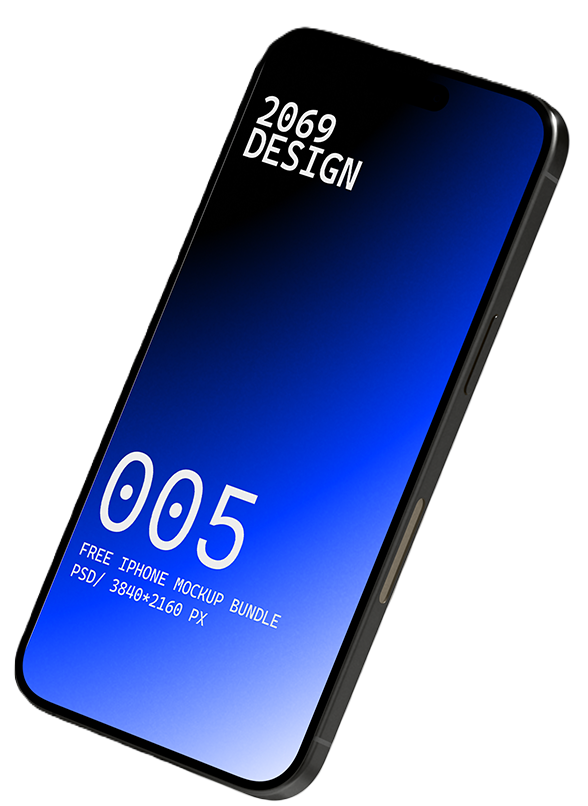 2069
DESIGN
005
FREE IPHONE MOCKUP BUNDLE
PSD/ 3840*2160 PX